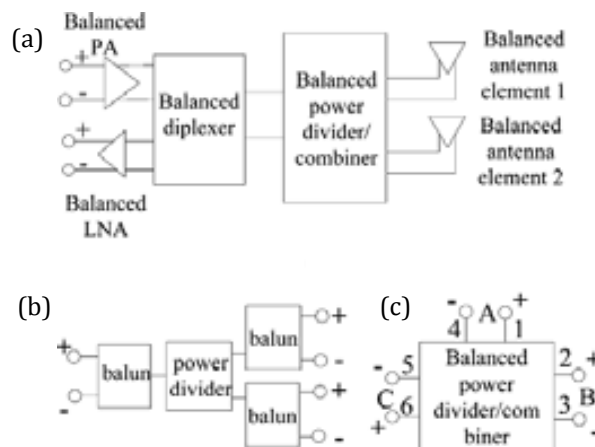 (a)
Balanced
PA
+
-
+
-
Balanced
LNA
Balanced
diplexer
Balanced
power
divider/
combiner
Balanced
antenna
element 1
Balanced
antenna
element 2
(b)
+
-
balun
power
divider
balun
+
-
balun
+
-
(c)
- A +
4 1
- 5
C 6
+
Balanced
power
divider/com
biner
2 +
3 B
-